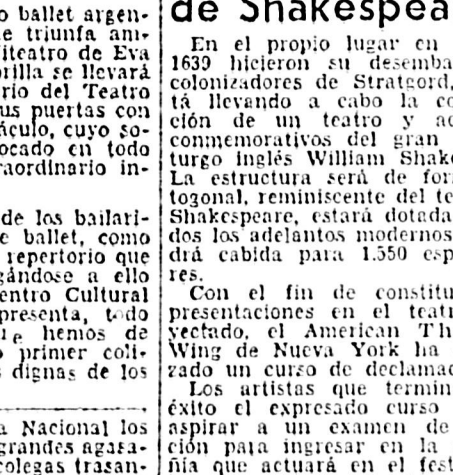 o ballet argen-
e triunfa am-
fiteatro de Eva
rilla se llevará
rio del Teatro
us puertas con
áculo, cuyo so-
ocado en todo
raordinario in-
de los bailari-
e ballet, como
repertorio que
gándose a ello
entro Cultural
presenta, todo
hemos de
o primer coli-
s dignas de los
a Nacional los
grandes agasa-
colegas trasan-
de Shakespea
En el propio lugar en
1639 hicieron su desemba
colonizadores de Stratgord,
tá llevando a cabo la co
ción de un teatro y ac
conmemorativos del gran
turgo inglés William Shake
La estructura será de for
togonal, reminiscente del te
Shakespeare, estará dotada
dos los adelantos modernos
drá cabida para 1.550 esp
res.
Con el fin de constitu
presentaciones en el teatr
yectado, el American Th
Wing de Nueva York ha
zado un curso de declamac
Los artistas que termin
éxito el expresado curso
aspirar a un examen de
ción para ingresar en la
ñía que actuará en el fest